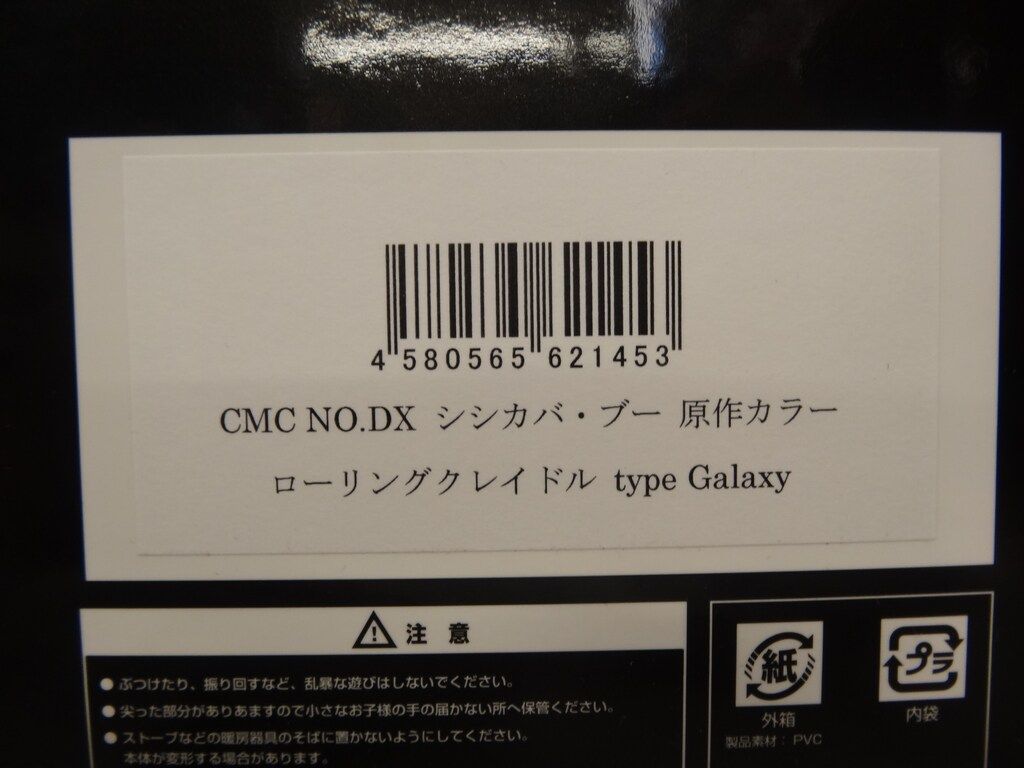 4 580565 621453
CMC NO.DX シシカバ・ブー 原作カラー
ローリングクレイドル type Galaxy
注 意
● ぶつけたり、振り回すなど、乱暴な遊びはしないでください。
● 尖った部分がありあますので小さなお子様の手の届かない所へ保管ください。
● ストーブなどの暖房器具のそばに置かないようにしてください。
本体が変形する場合があります。
紙
外箱
プラ
内袋
製品素材：PVC